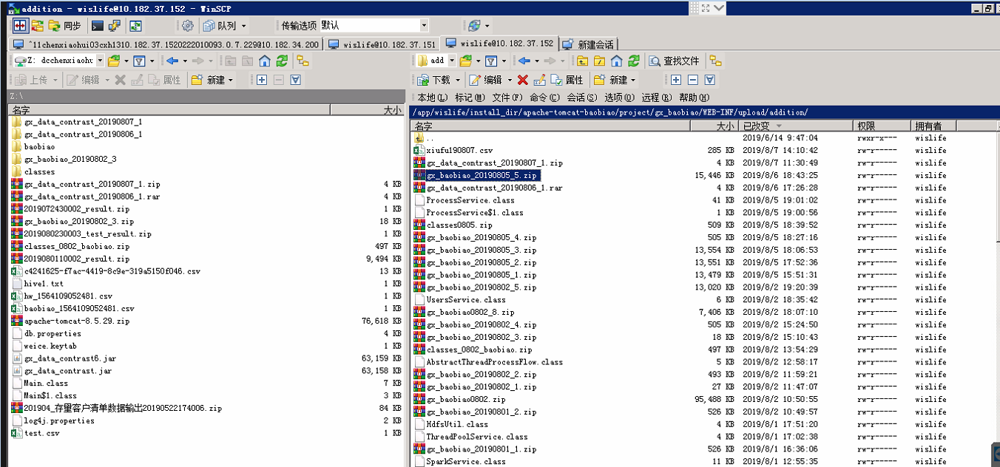 addition - wislife@10.182.37.152 - WinSCP
同步 队列 传输选项 默认
^11chenxiaohui03cxh1310.182.37.1520222010093.0.7.229@10.182.34.200 wislife@10.182.37.151 wislife@10.182.37.152 新建会话
Z: dcchenxiaohu add 查找文件
上传 编辑 属性 新建 下载 编辑 属性 新建
Z:\ 本地(L) 标记(M) 文件(F) 命令(C) 会话(S) 选项(O) 远程(R) 帮助(H)
名字 大小
gx_data_contrast_20190807_1
gx_data_contrast_20190806_1
baobiao
gx_baobiao_20190802_3
classes
gx_data_contrast_20190807_1.zip 4 KB
gx_data_contrast_20190806_1.rar 4 KB
2019072430002_result.zip 1 KB
gx_baobiao_20190802_3.zip 18 KB
2019080230003_test_result.zip 1 KB
classes_0802_baobiao.zip 497 KB
2019080110002_result.zip 9,494 KB
c4241625-f7ac-4419-8c9e-319a5150f046.csv 13 KB
hive1.txt 1 KB
hw_1564109052481.csv 1 KB
baobiao_1564109052481.csv 1 KB
apache-tomcat-8.5.29.zip 76,618 KB
db.properties 4 KB
weice.keytab 1 KB
gx_data_contrast6.jar 63,159 KB
gx_data_contrast.jar 63,158 KB
Main.class 7 KB
Main$1.class 3 KB
201904_存量客户清单数据输出20190522174006.zip 84 KB
log4j.properties 2 KB
test.csv 1 KB
/app/wislife/install_dir/apache-tomcat-baobiao/project/gx_baobiao/WEB-INF/upload/addition/
名字 大小 已改变 权限 拥有者
.. 2019/6/14 9:47:04 rwxr-x--- wislife
xiufu190807.csv 285 KB 2019/8/7 14:10:42 rw-r----- wislife
gx_data_contrast_20190807_1.zip 4 KB 2019/8/7 11:30:49 rw-r----- wislife
gx_baobiao_20190805_5.zip 15,446 KB 2019/8/6 18:43:25 rw-r----- wislife
gx_data_contrast_20190806_1.rar 4 KB 2019/8/6 17:26:28 rw-r----- wislife
ProcessService.class 41 KB 2019/8/5 19:01:02 rw-r----- wislife
ProcessService$1.class 1 KB 2019/8/5 19:00:56 rw-r----- wislife
classes0805.zip 509 KB 2019/8/5 18:39:52 rw-r----- wislife
gx_baobiao_20190805_4.zip 505 KB 2019/8/5 18:27:16 rw-r----- wislife
gx_baobiao_20190805_3.zip 13,554 KB 2019/8/5 18:06:53 rw-r----- wislife
gx_baobiao_20190805_2.zip 13,551 KB 2019/8/5 17:52:36 rw-r----- wislife
gx_baobiao_20190805_1.zip 13,479 KB 2019/8/5 15:51:31 rw-r----- wislife
gx_baobiao_20190802_5.zip 13,020 KB 2019/8/2 19:20:39 rw-r----- wislife
UsersService.class 6 KB 2019/8/2 18:35:42 rw-r----- wislife
gx_baobiao0802_8.zip 7,406 KB 2019/8/2 18:07:10 rw-r----- wislife
gx_baobiao_20190802_4.zip 505 KB 2019/8/2 15:24:50 rw-r----- wislife
gx_baobiao_20190802_3.zip 18 KB 2019/8/2 15:10:43 rw-r----- wislife
classes_0802_baobiao.zip 497 KB 2019/8/2 13:54:29 rw-r----- wislife
AbstractThreadProcessFlow.class 5 KB 2019/8/2 12:58:17 rw-r----- wislife
gx_baobiao_20190802_2.zip 493 KB 2019/8/2 11:59:21 rw-r----- wislife
gx_baobiao_20190802_1.zip 27 KB 2019/8/2 11:47:07 rw-r----- wislife
gx_baobiao0802.zip 95,488 KB 2019/8/2 10:50:55 rw-r----- wislife
gx_baobiao_20190801_2.zip 526 KB 2019/8/2 10:49:57 rw-r----- wislife
HdfsUtil.class 4 KB 2019/8/1 17:51:20 rw-r----- wislife
ThreadPoolService.class 4 KB 2019/8/1 17:02:38 rw-r----- wislife
gx_baobiao_20190801_1.zip 526 KB 2019/8/1 16:36:06 rw-r----- wislife
SparkService.class 11 KB 2019/8/1 12:55:35 rw-r----- wislife